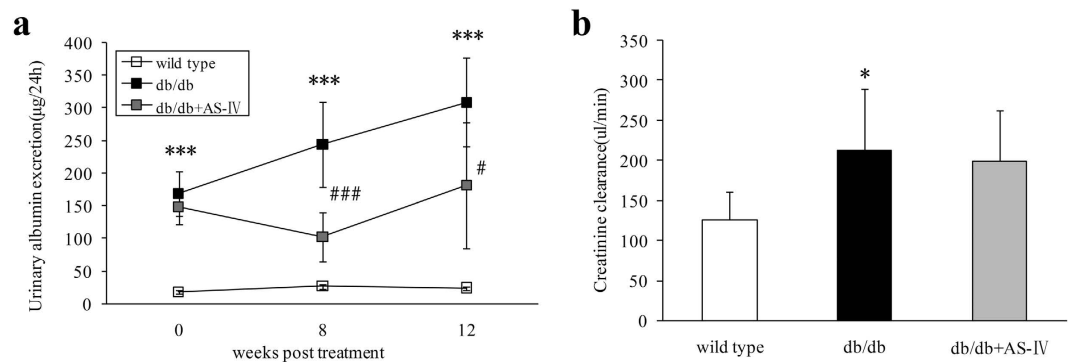 a
Urinary albumin excretion(μg/24h)
400
350
300
250
200
150
100
50
0
wild type
db/db
db/db+AS-Ⅳ
***
***
***
###
#
0
8
12
weeks post treatment
b
Creatinine clearance(ul/min)
350
300
250
200
150
100
50
0
*
wild type
db/db
db/db+AS-Ⅳ